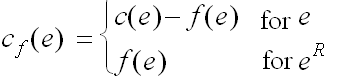 c_f(e) = { c(e) − f(e) for e
f(e) for e^R